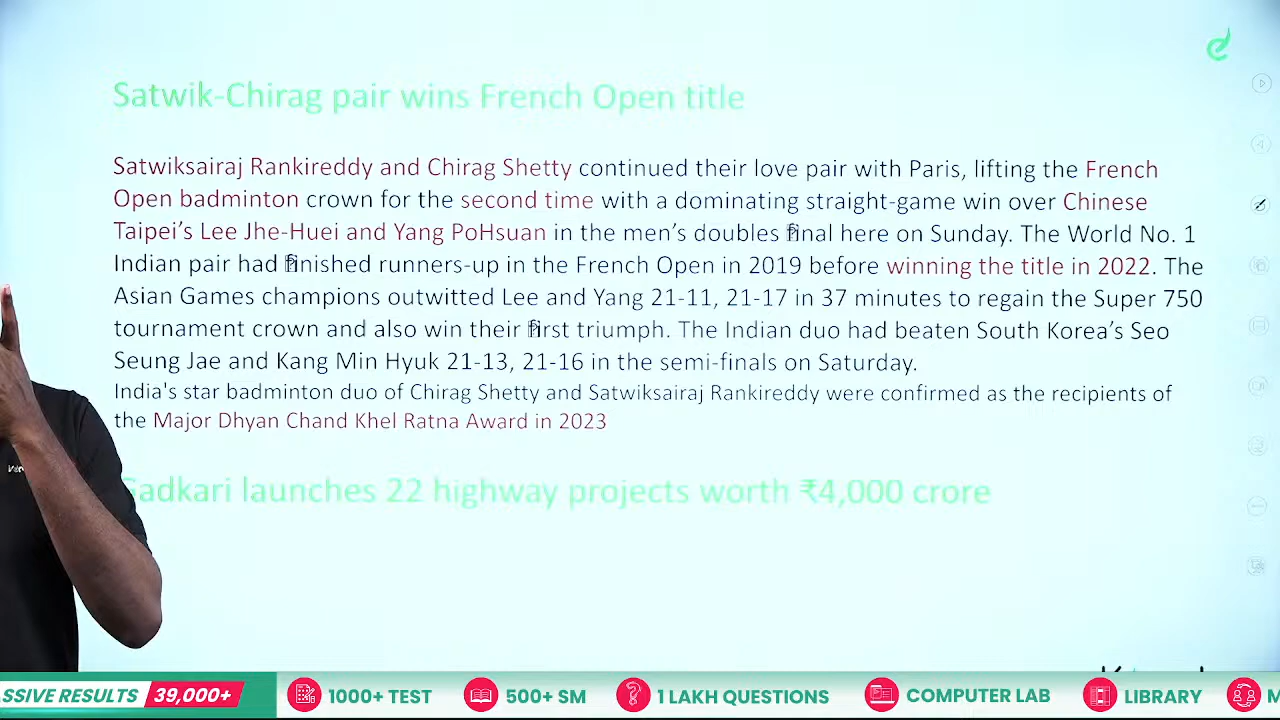 Satwik-Chirag pair wins French Open title
Satwiksairaj Rankireddy and Chirag Shetty continued their love pair with Paris, lifting the French
Open badminton crown for the second time with a dominating straight-game win over Chinese
Taipei's Lee Jhe-Huei and Yang PoHsuan in the men's doubles final here on Sunday. The World No. 1
Indian pair had finished runners-up in the French Open in 2019 before winning the title in 2022. The
Asian Games champions outwitted Lee and Yang 21-11, 21-17 in 37 minutes to regain the Super 750
tournament crown and also win their first triumph. The Indian duo had beaten South Korea's Seo
Seung Jae and Kang Min Hyuk 21-13, 21-16 in the semi-finals on Saturday.
India's star badminton duo of Chirag Shetty and Satwiksairaj Rankireddy were confirmed as the recipients of
the Major Dhyan Chand Khel Ratna Award in 2023
Gadkari launches 22 highway projects worth ₹4,000 crore
SSIVE RESULTS 39,000+ 1000+ TEST 500+ SM 1 LAKH QUESTIONS COMPUTER LAB LIBRARY M